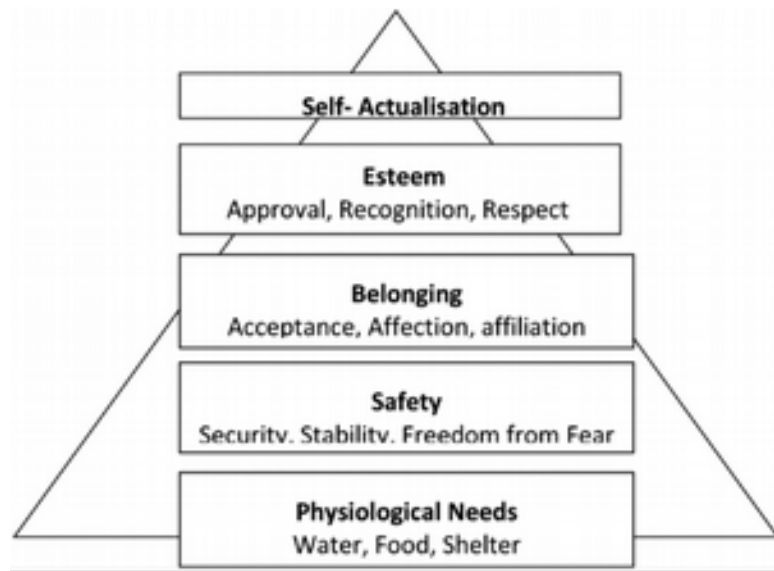 Self- Actualisation
Esteem
Approval, Recognition, Respect
Belonging
Acceptance, Affection, affiliation
Safety
Security, Stability, Freedom from Fear
Physiological Needs
Water, Food, Shelter